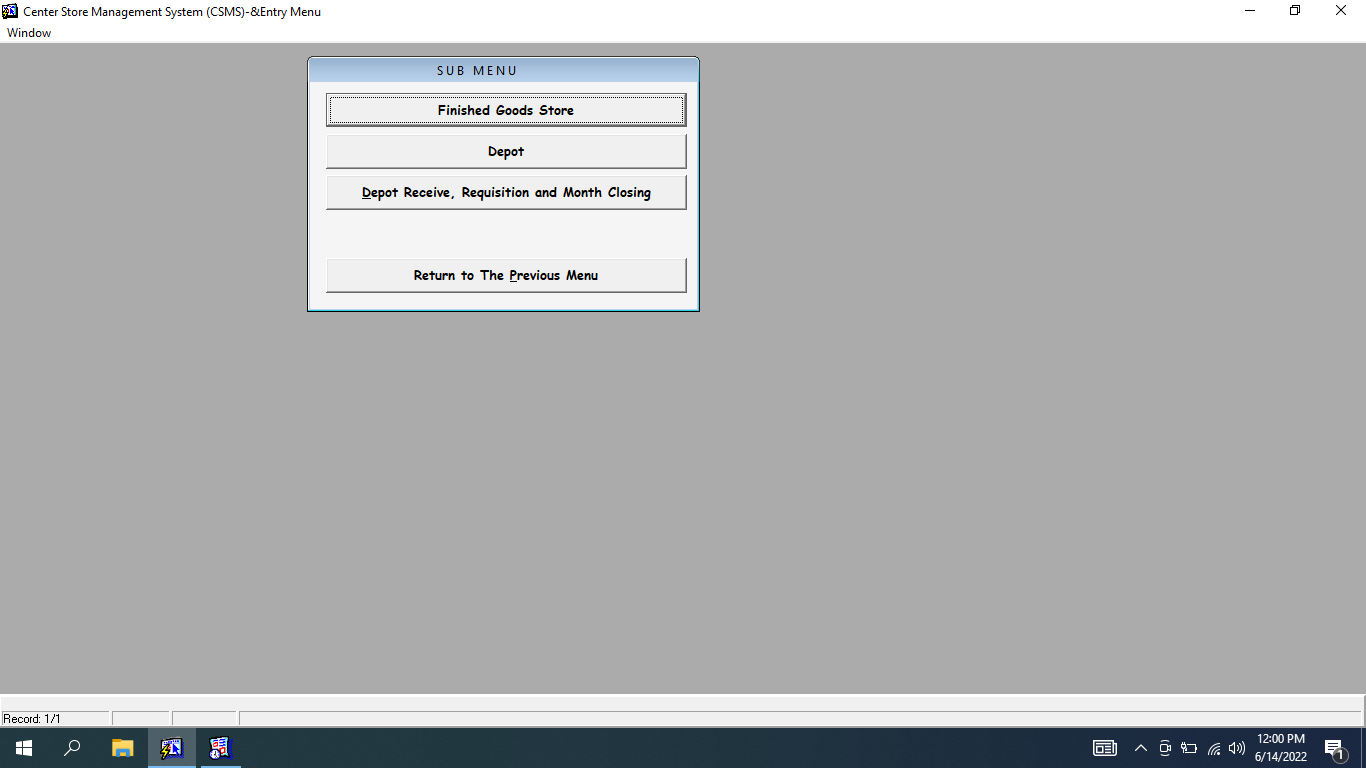 Center Store Management System (CSMS)-&Entry Menu
Window
SUB MENU
Finished Goods Store
Depot
Depot Receive, Requisition and Month Closing
Return to The Previous Menu
Record: 1/1
12:00 PM
6/14/2022
1